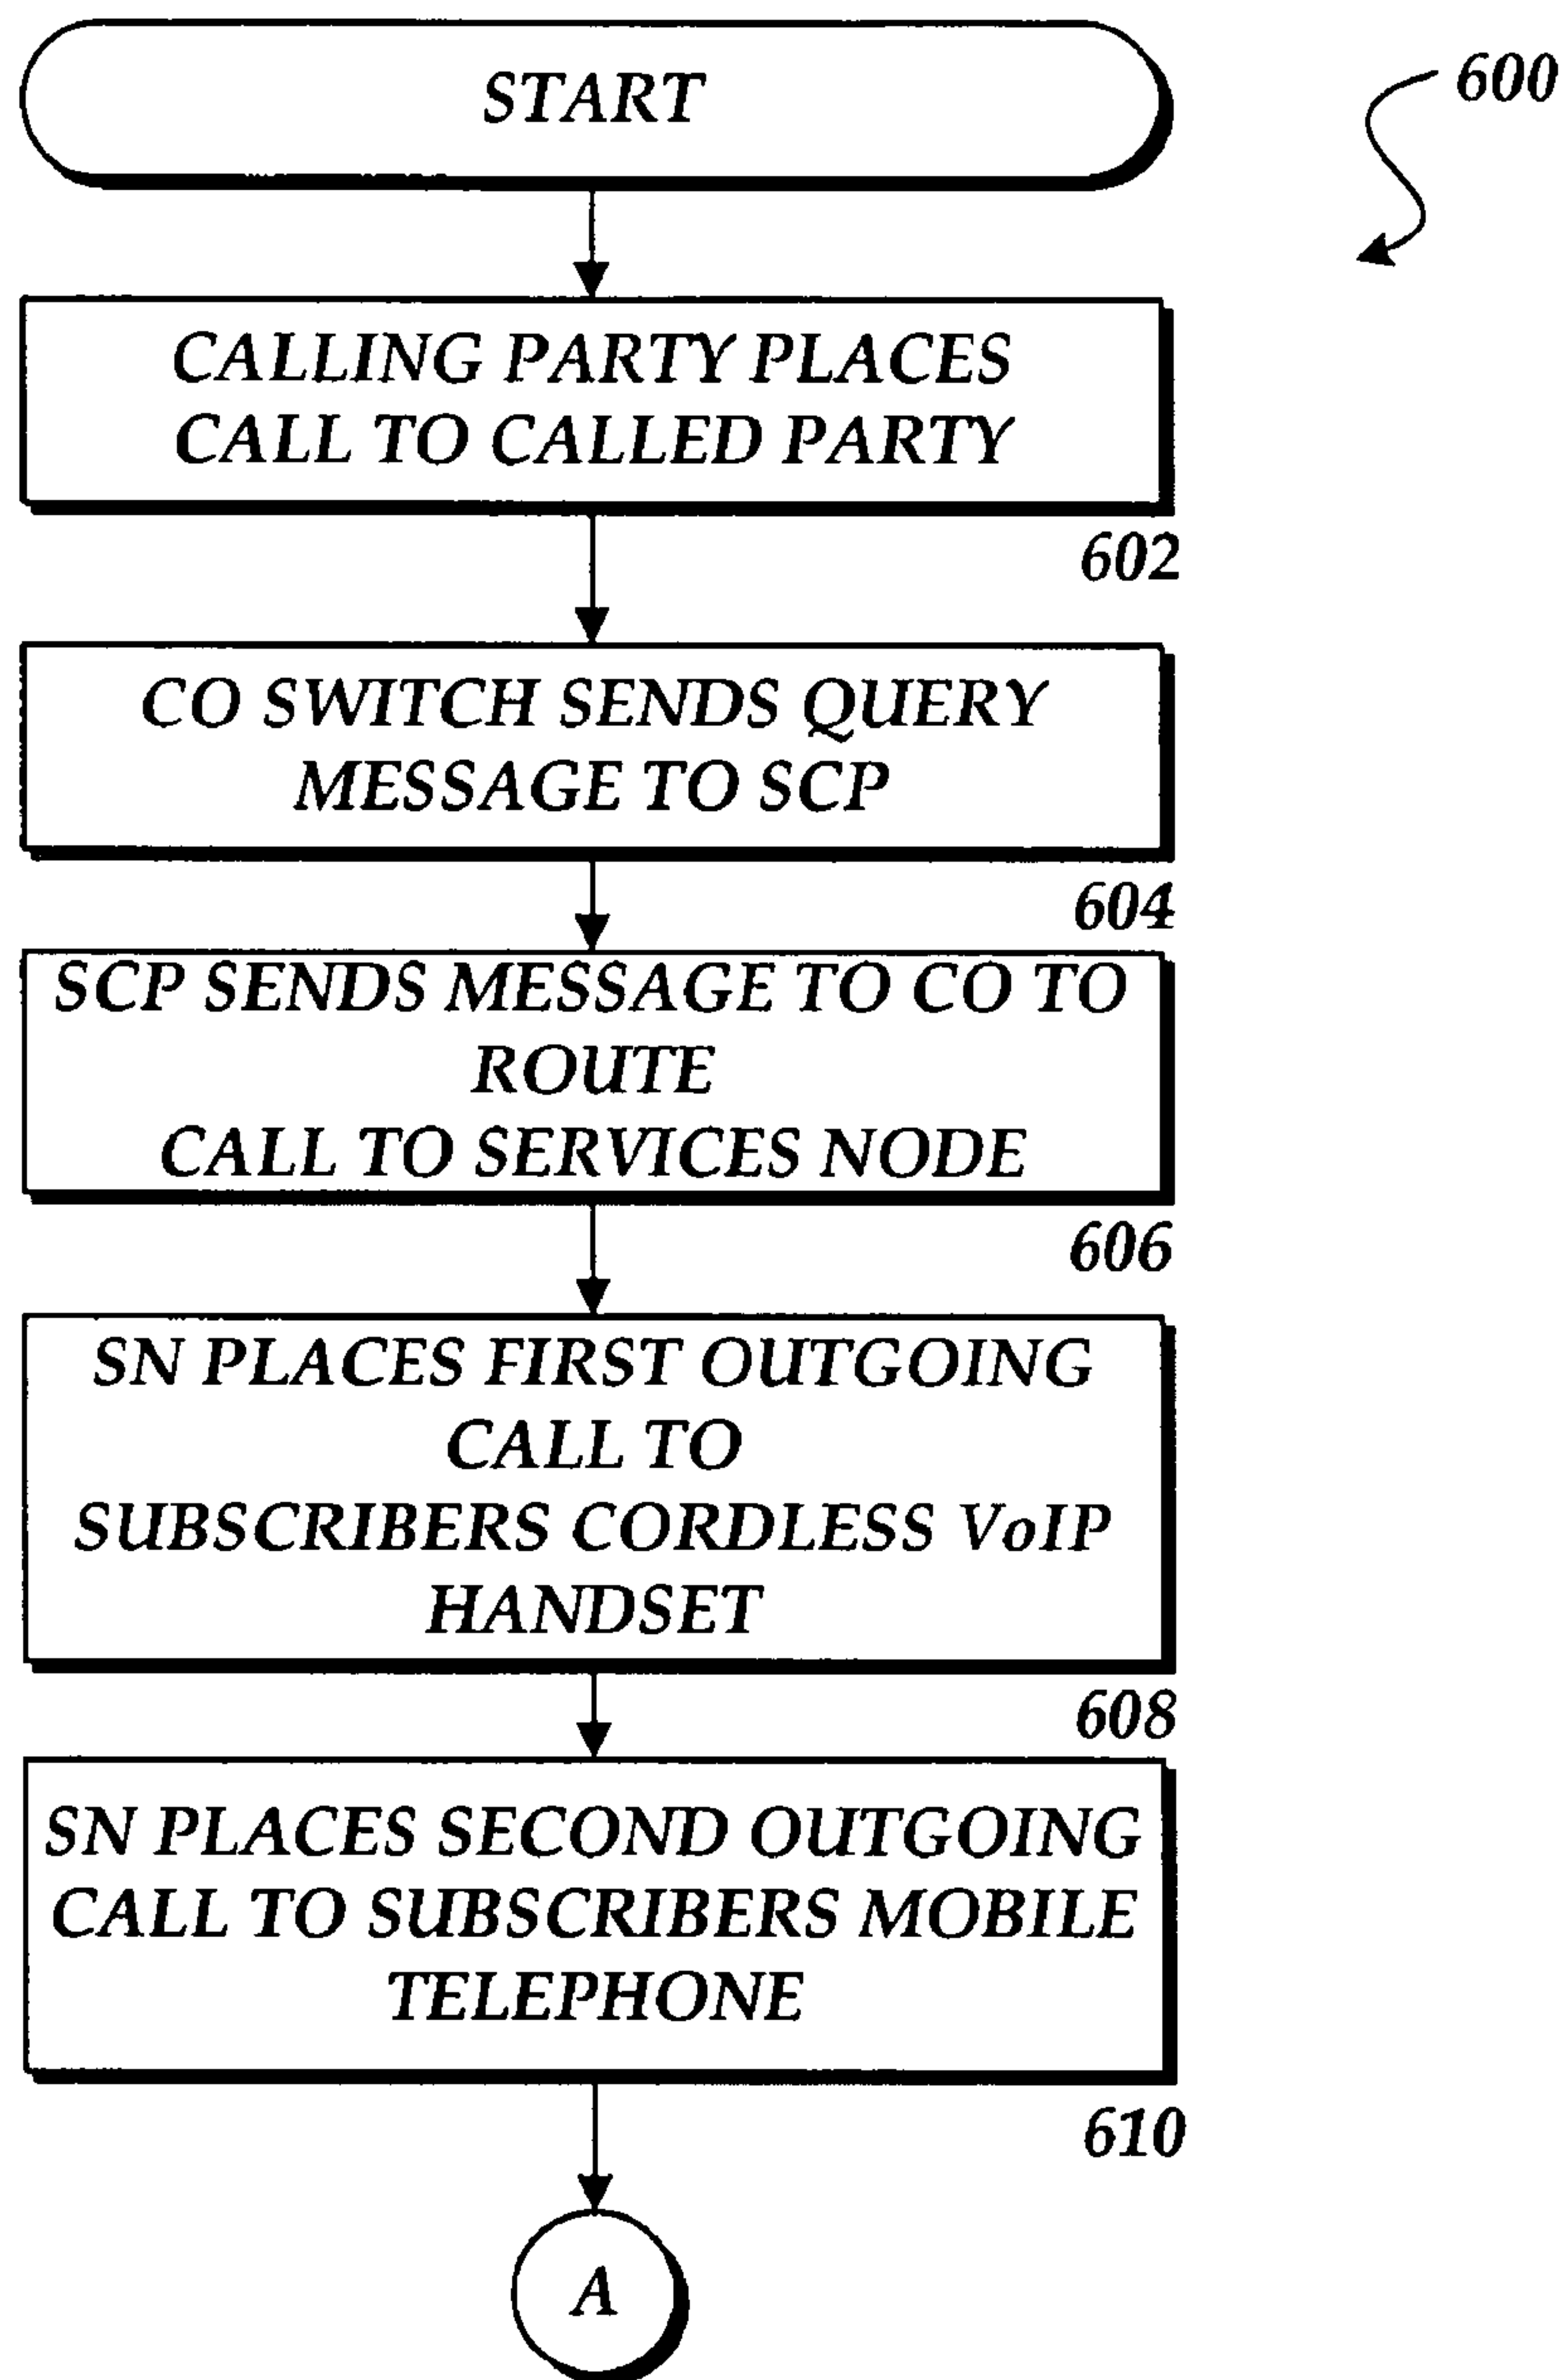 START
600
CALLING PARTY PLACES
CALL TO CALLED PARTY
602
CO SWITCH SENDS QUERY
MESSAGE TO SCP
604
SCP SENDS MESSAGE TO CO TO
ROUTE
CALL TO SERVICES NODE
606
SN PLACES FIRST OUTGOING
CALL TO
SUBSCRIBERS CORDLESS VoIP
HANDSET
608
SN PLACES SECOND OUTGOING
CALL TO SUBSCRIBERS MOBILE
TELEPHONE
610
A